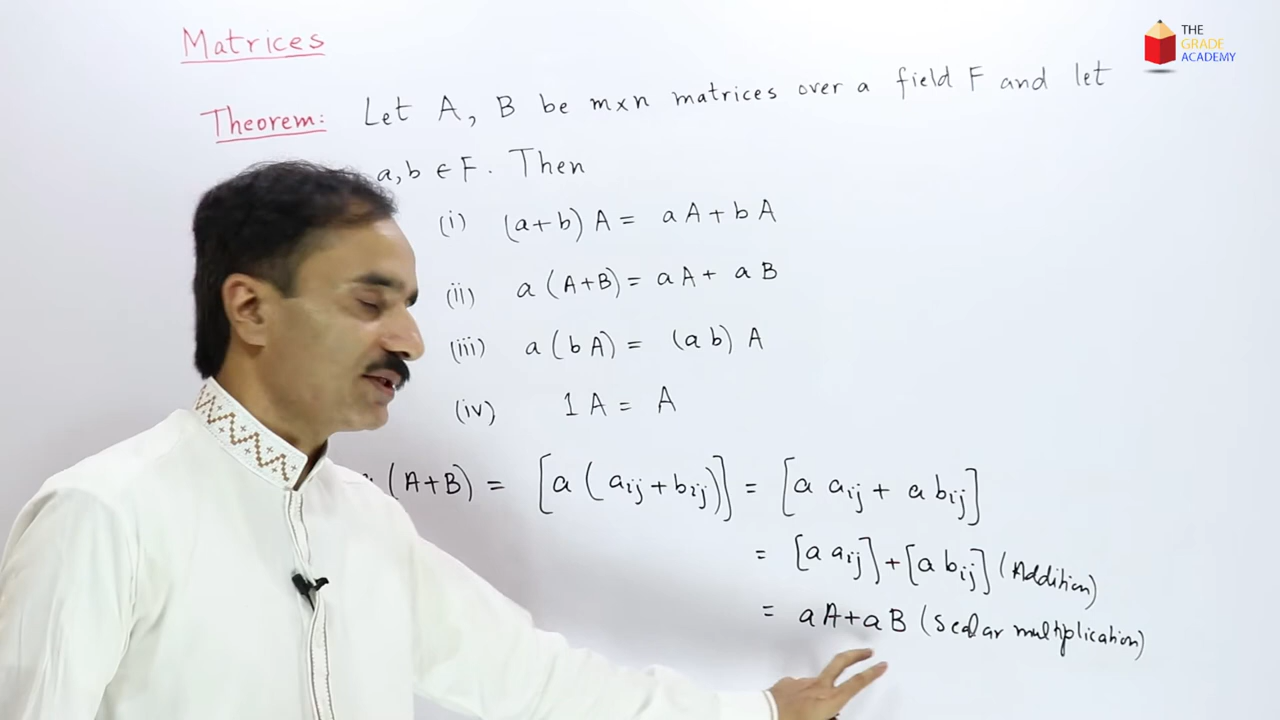 Matrices
THE
GRADE
ACADEMY
Theorem: Let A, B be m×n matrices over a field F and let
a,b ∈ F. Then
(i) (a+b) A = aA + bA
(ii) a (A+B) = aA + aB
(iii) a (bA) = (ab) A
(iv) 1A = A
(A+B) = [a (aij + bij)] = [a aij + a bij]
= [a aij] + [a bij] (Addition)
= aA + aB (Scalar multiplication)